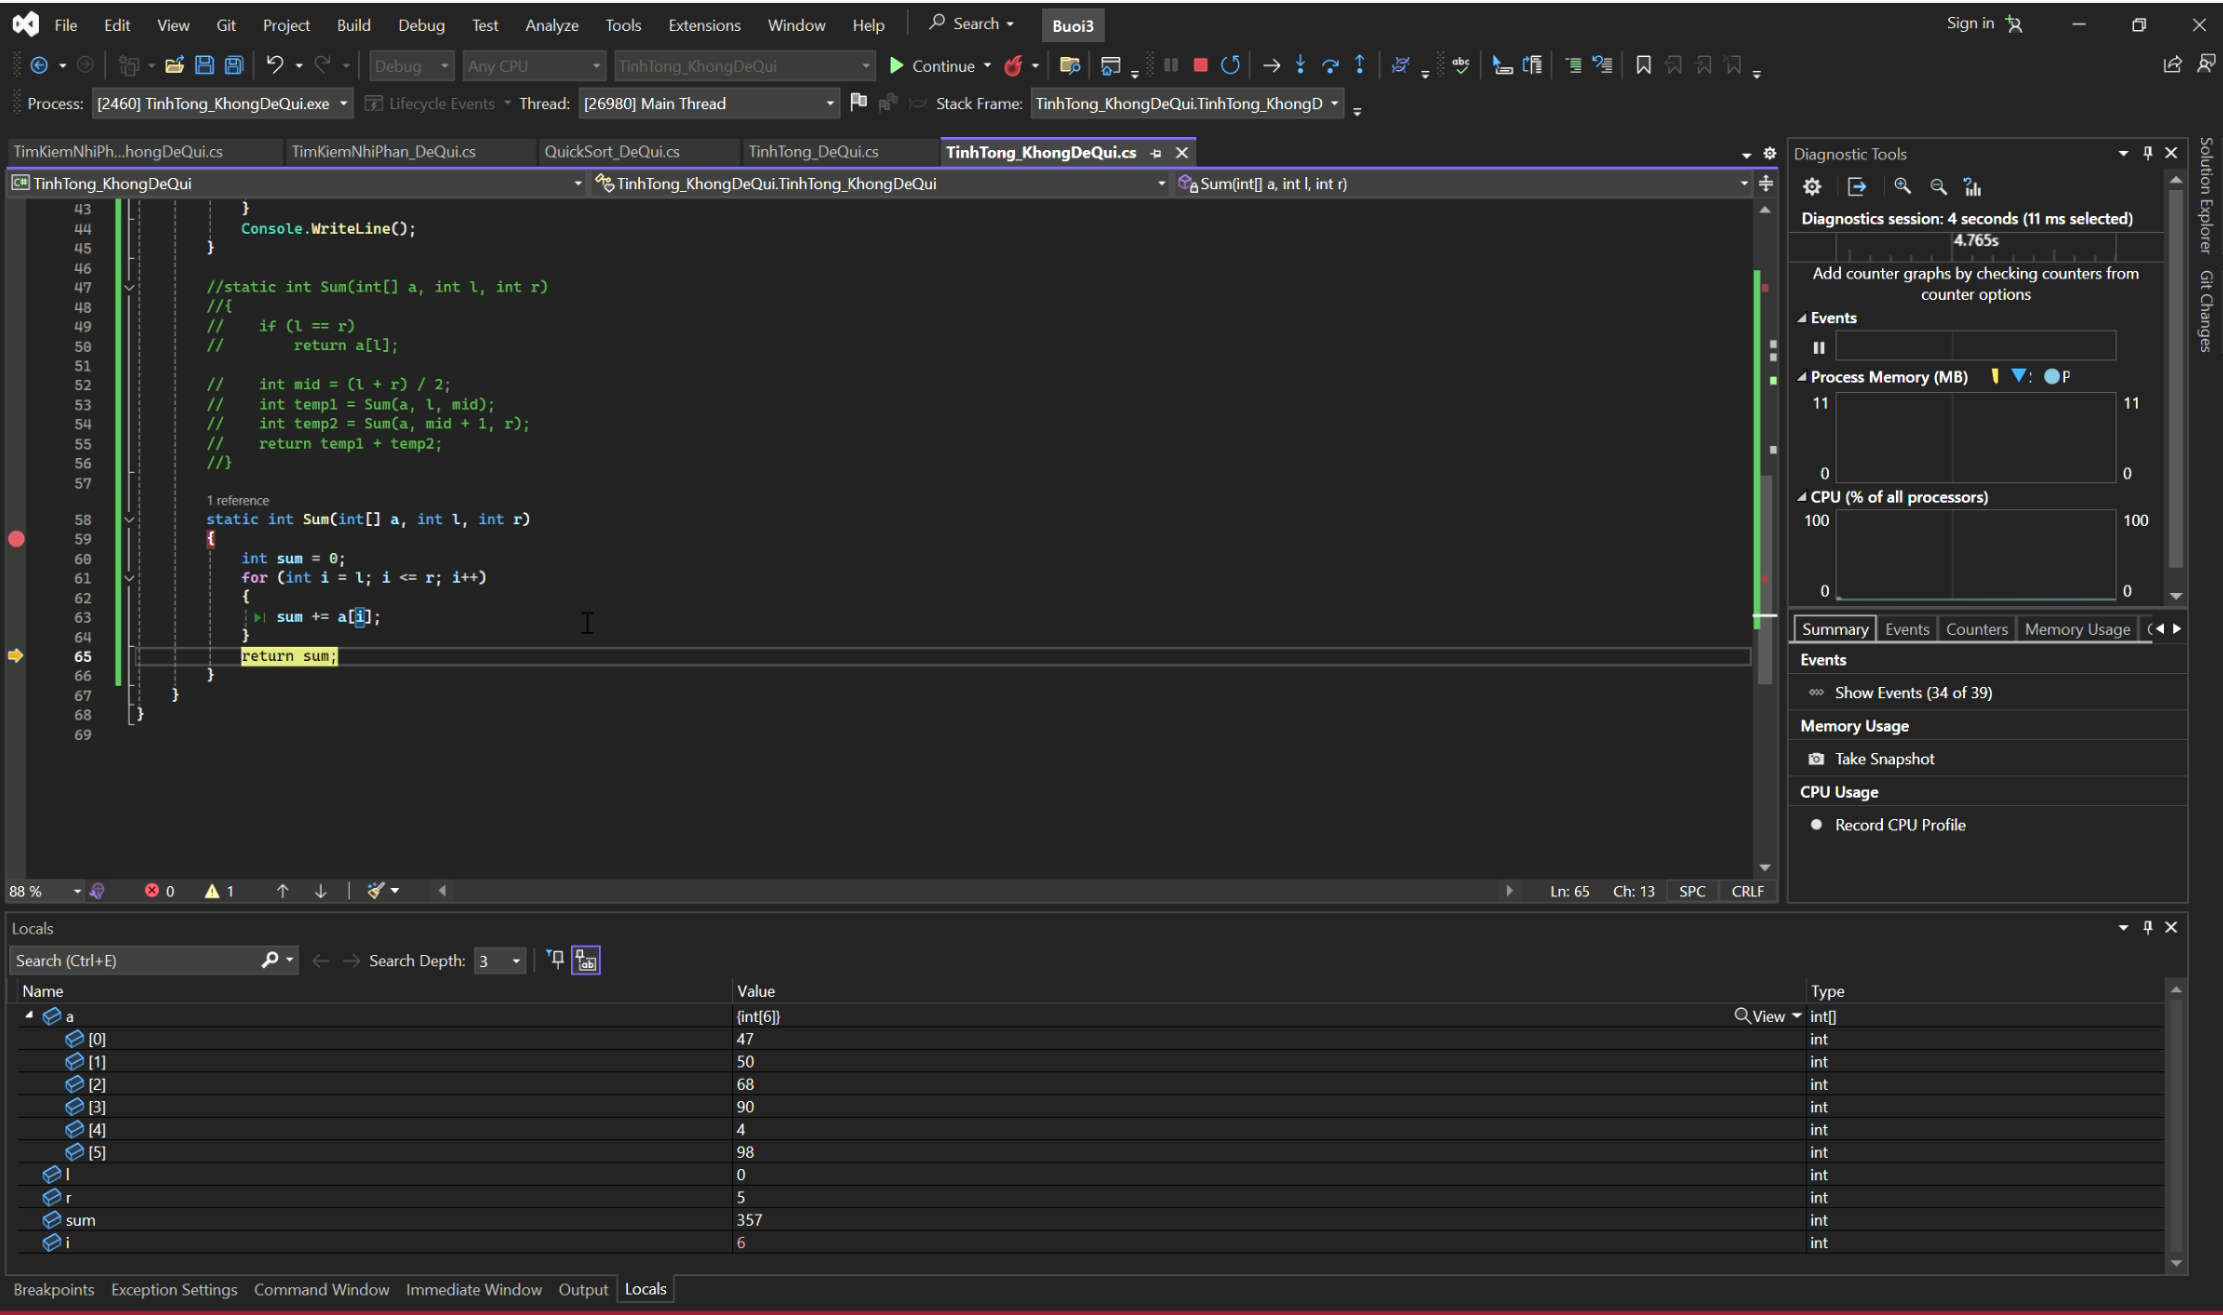 File Edit View Git Project Build Debug Test Analyze Tools Extensions Window Help Search Buoi3 Sign in
Debug Any CPU TinhTong_KhongDeQui Continue
Process: [2460] TinhTong_KhongDeQui.exe Lifecycle Events Thread: [26980] Main Thread Stack Frame: TinhTong_KhongDeQui.TinhTong_KhongD
TimKiemNhiPh...hongDeQui.cs TimKiemNhiPhan_DeQui.cs QuickSort_DeQui.cs TinhTong_DeQui.cs TinhTong_KhongDeQui.cs
TinhTong_KhongDeQui TinhTong_KhongDeQui.TinhTong_KhongDeQui Sum(int[] a, int l, int r)
43 }
44 Console.WriteLine();
45 }
46
47 //static int Sum(int[] a, int l, int r)
48 //{
49 // if (l == r)
50 // return a[l];
51
52 // int mid = (l + r) / 2;
53 // int temp1 = Sum(a, l, mid);
54 // int temp2 = Sum(a, mid + 1, r);
55 // return temp1 + temp2;
56 //}
57
1 reference
58 static int Sum(int[] a, int l, int r)
59 {
60 int sum = 0;
61 for (int i = l; i <= r; i++)
62 {
63 sum += a[i];
64 }
65 return sum;
66 }
67 }
68 }
69
88 % 0 1 Ln: 65 Ch: 13 SPC CRLF
Diagnostic Tools
Diagnostics session: 4 seconds (11 ms selected)
4.765s
Add counter graphs by checking counters from
counter options
Events
Process Memory (MB) P
11 11
0 0
CPU (% of all processors)
100 100
0 0
Summary Events Counters Memory Usage
Events
Show Events (34 of 39)
Memory Usage
Take Snapshot
CPU Usage
Record CPU Profile
Solution Explorer
Git Changes
Locals
Search (Ctrl+E) Search Depth: 3
Name Value Type
a {int[6]} View int[]
[0] 47 int
[1] 50 int
[2] 68 int
[3] 90 int
[4] 4 int
[5] 98 int
l 0 int
r 5 int
sum 357 int
i 6 int
Breakpoints Exception Settings Command Window Immediate Window Output Locals